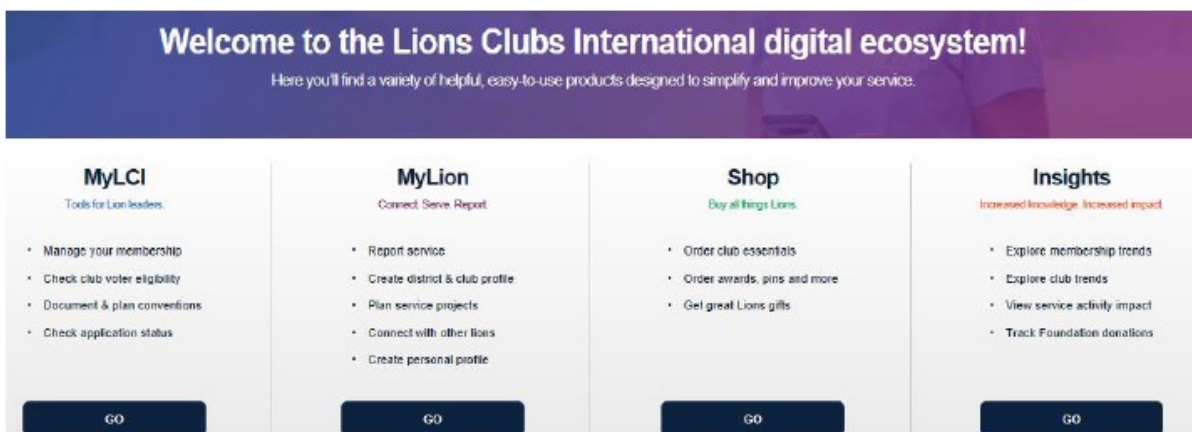 Welcome to the Lions Clubs International digital ecosystem!
Here you'll find a variety of helpful, easy-to-use products designed to simplify and improve your service.
MyLCI
Tools for Lion leaders.
• Manage your membership
• Check club voter eligibility
• Document & plan conventions
• Check application status
GO
MyLion
Connect. Serve. Report.
• Report service
• Create district & club profile
• Plan service projects
• Connect with other lions
• Create personal profile
GO
Shop
Buy all things Lions.
• Order club essentials
• Order awards, pins and more
• Get great Lions gifts
GO
Insights
Increased knowledge. Increased impact.
• Explore membership trends
• Explore club trends
• View service activity impact
• Track Foundation donations
GO